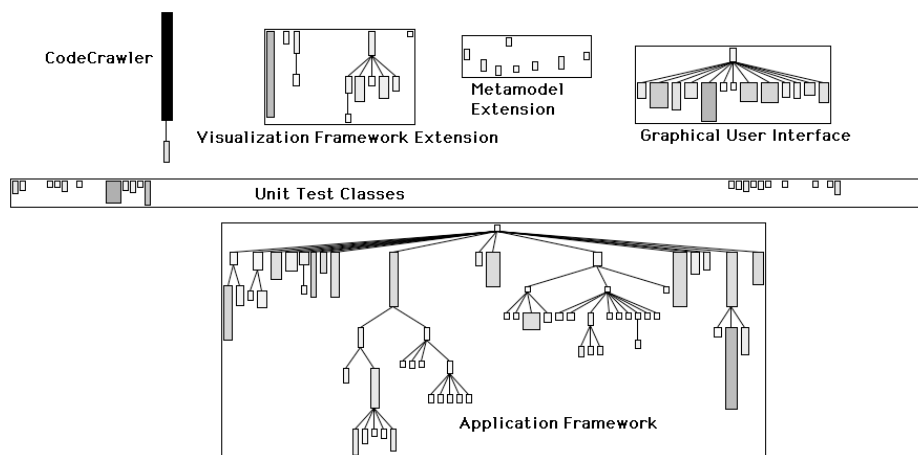 CodeCrawler
Visualization Framework Extension
Metamodel
Extension
Graphical User Interface
Unit Test Classes
Application Framework